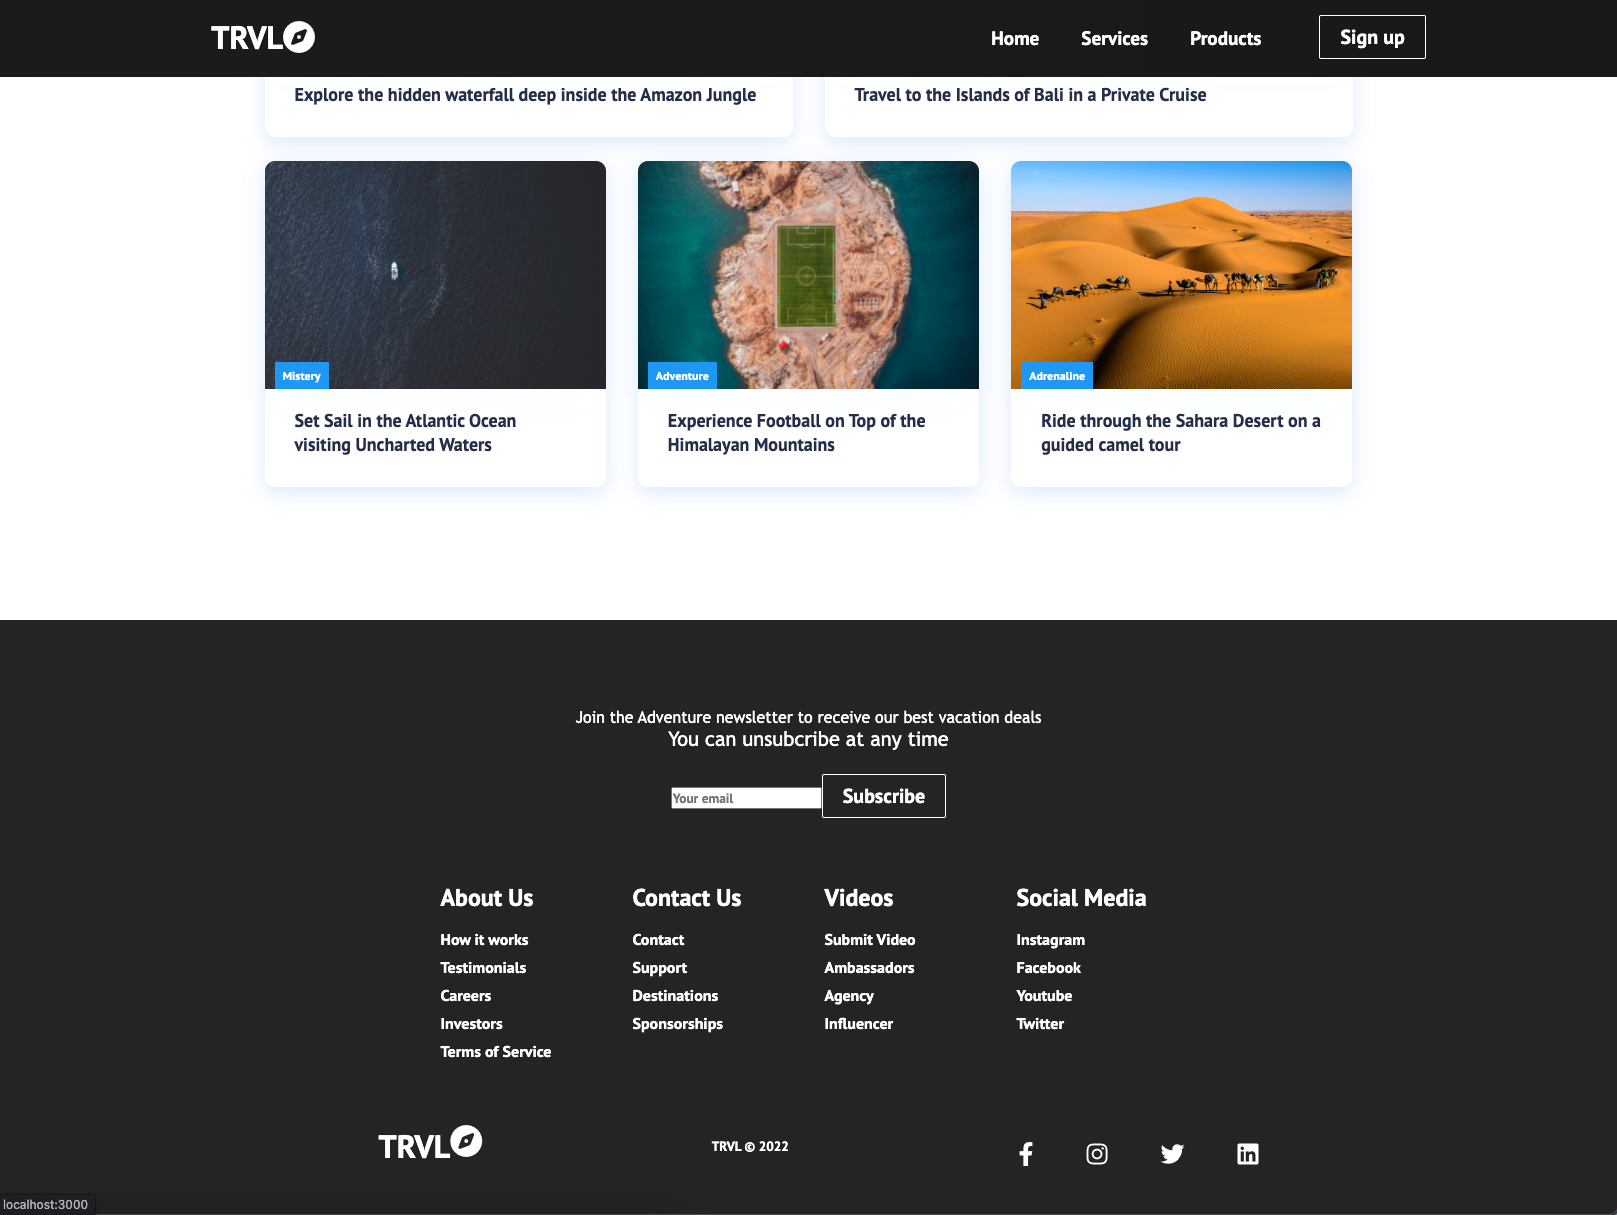 TRVL
Home Services Products Sign up
Explore the hidden waterfall deep inside the Amazon Jungle
Travel to the Islands of Bali in a Private Cruise
Mistery
Set Sail in the Atlantic Ocean
visiting Uncharted Waters
Adventure
Experience Football on Top of the
Himalayan Mountains
Adrenaline
Ride through the Sahara Desert on a
guided camel tour
Join the Adventure newsletter to receive our best vacation deals
You can unsubcribe at any time
Your email Subscribe
About Us
How it works
Testimonials
Careers
Investors
Terms of Service
Contact Us
Contact
Support
Destinations
Sponsorships
Videos
Submit Video
Ambassadors
Agency
Influencer
Social Media
Instagram
Facebook
Youtube
Twitter
TRVL
TRVL © 2022
localhost:3000